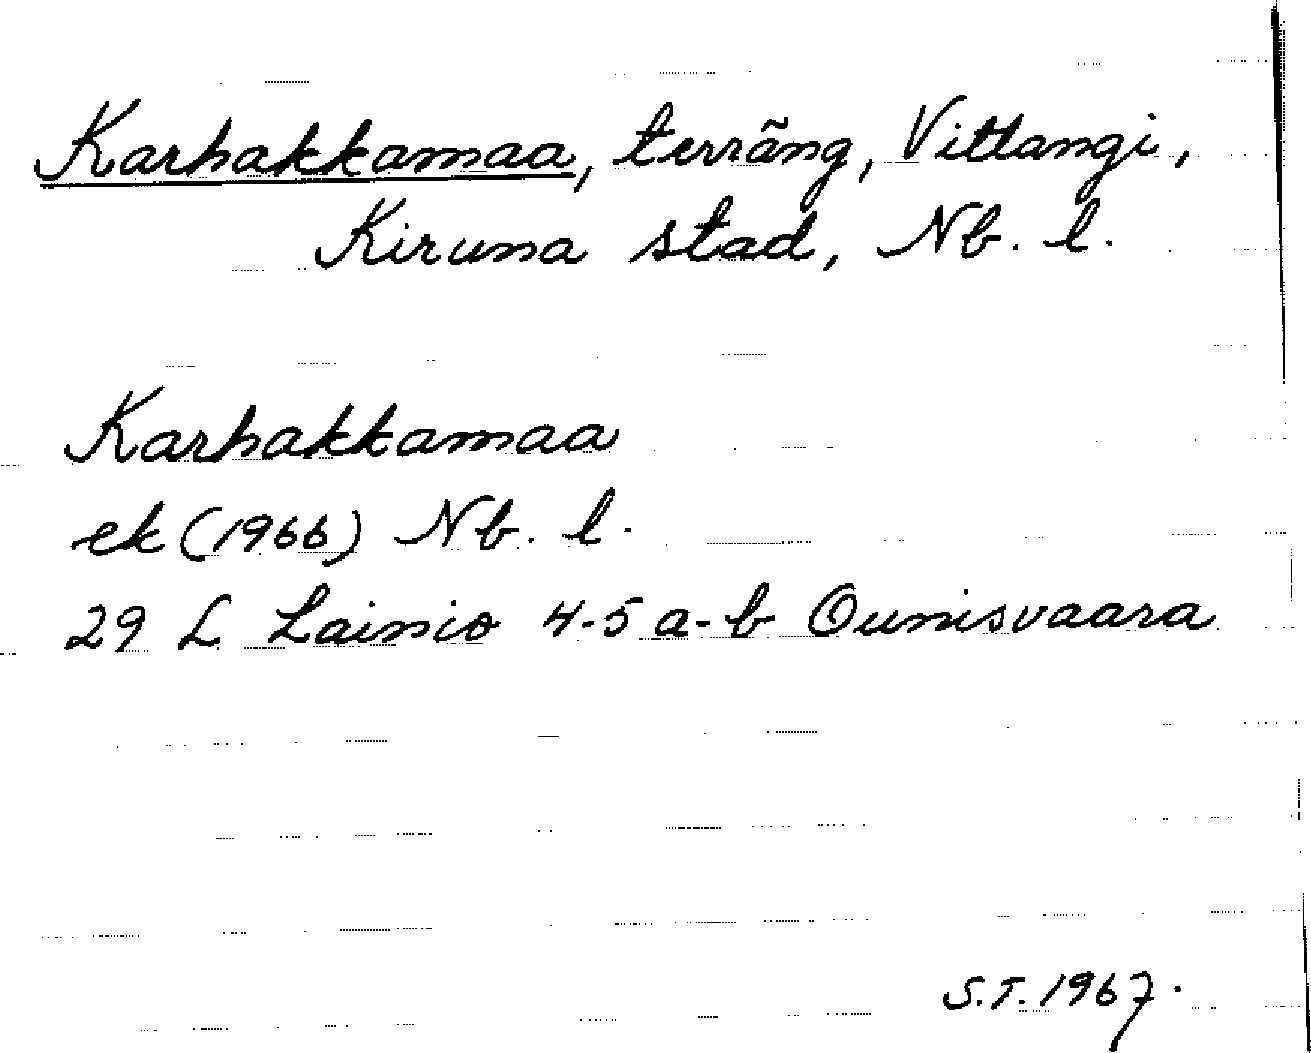 Karhakkamaa, terräng, Vittangi,
Kiruna stad, Nb. l.
Karhakkamaa
ek (1966) Nb. l.
29 L Lainio 4-5 a-b Ounisvaara
S.T. 1967.